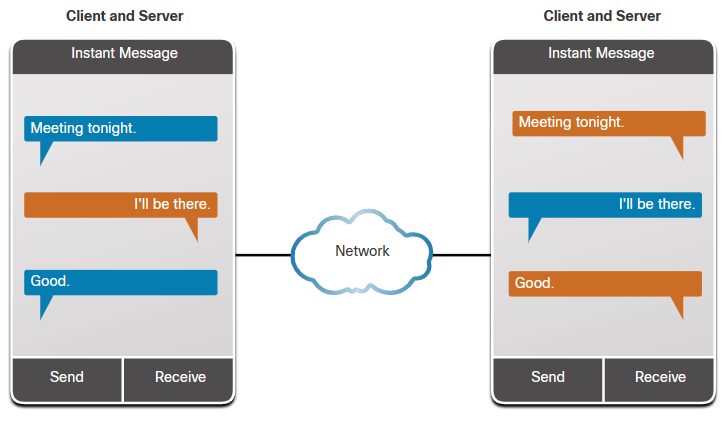 Client and Server
Instant Message
Meeting tonight.
I'll be there.
Good.
Send
Receive
Network
Client and Server
Instant Message
Meeting tonight.
I'll be there.
Good.
Send
Receive